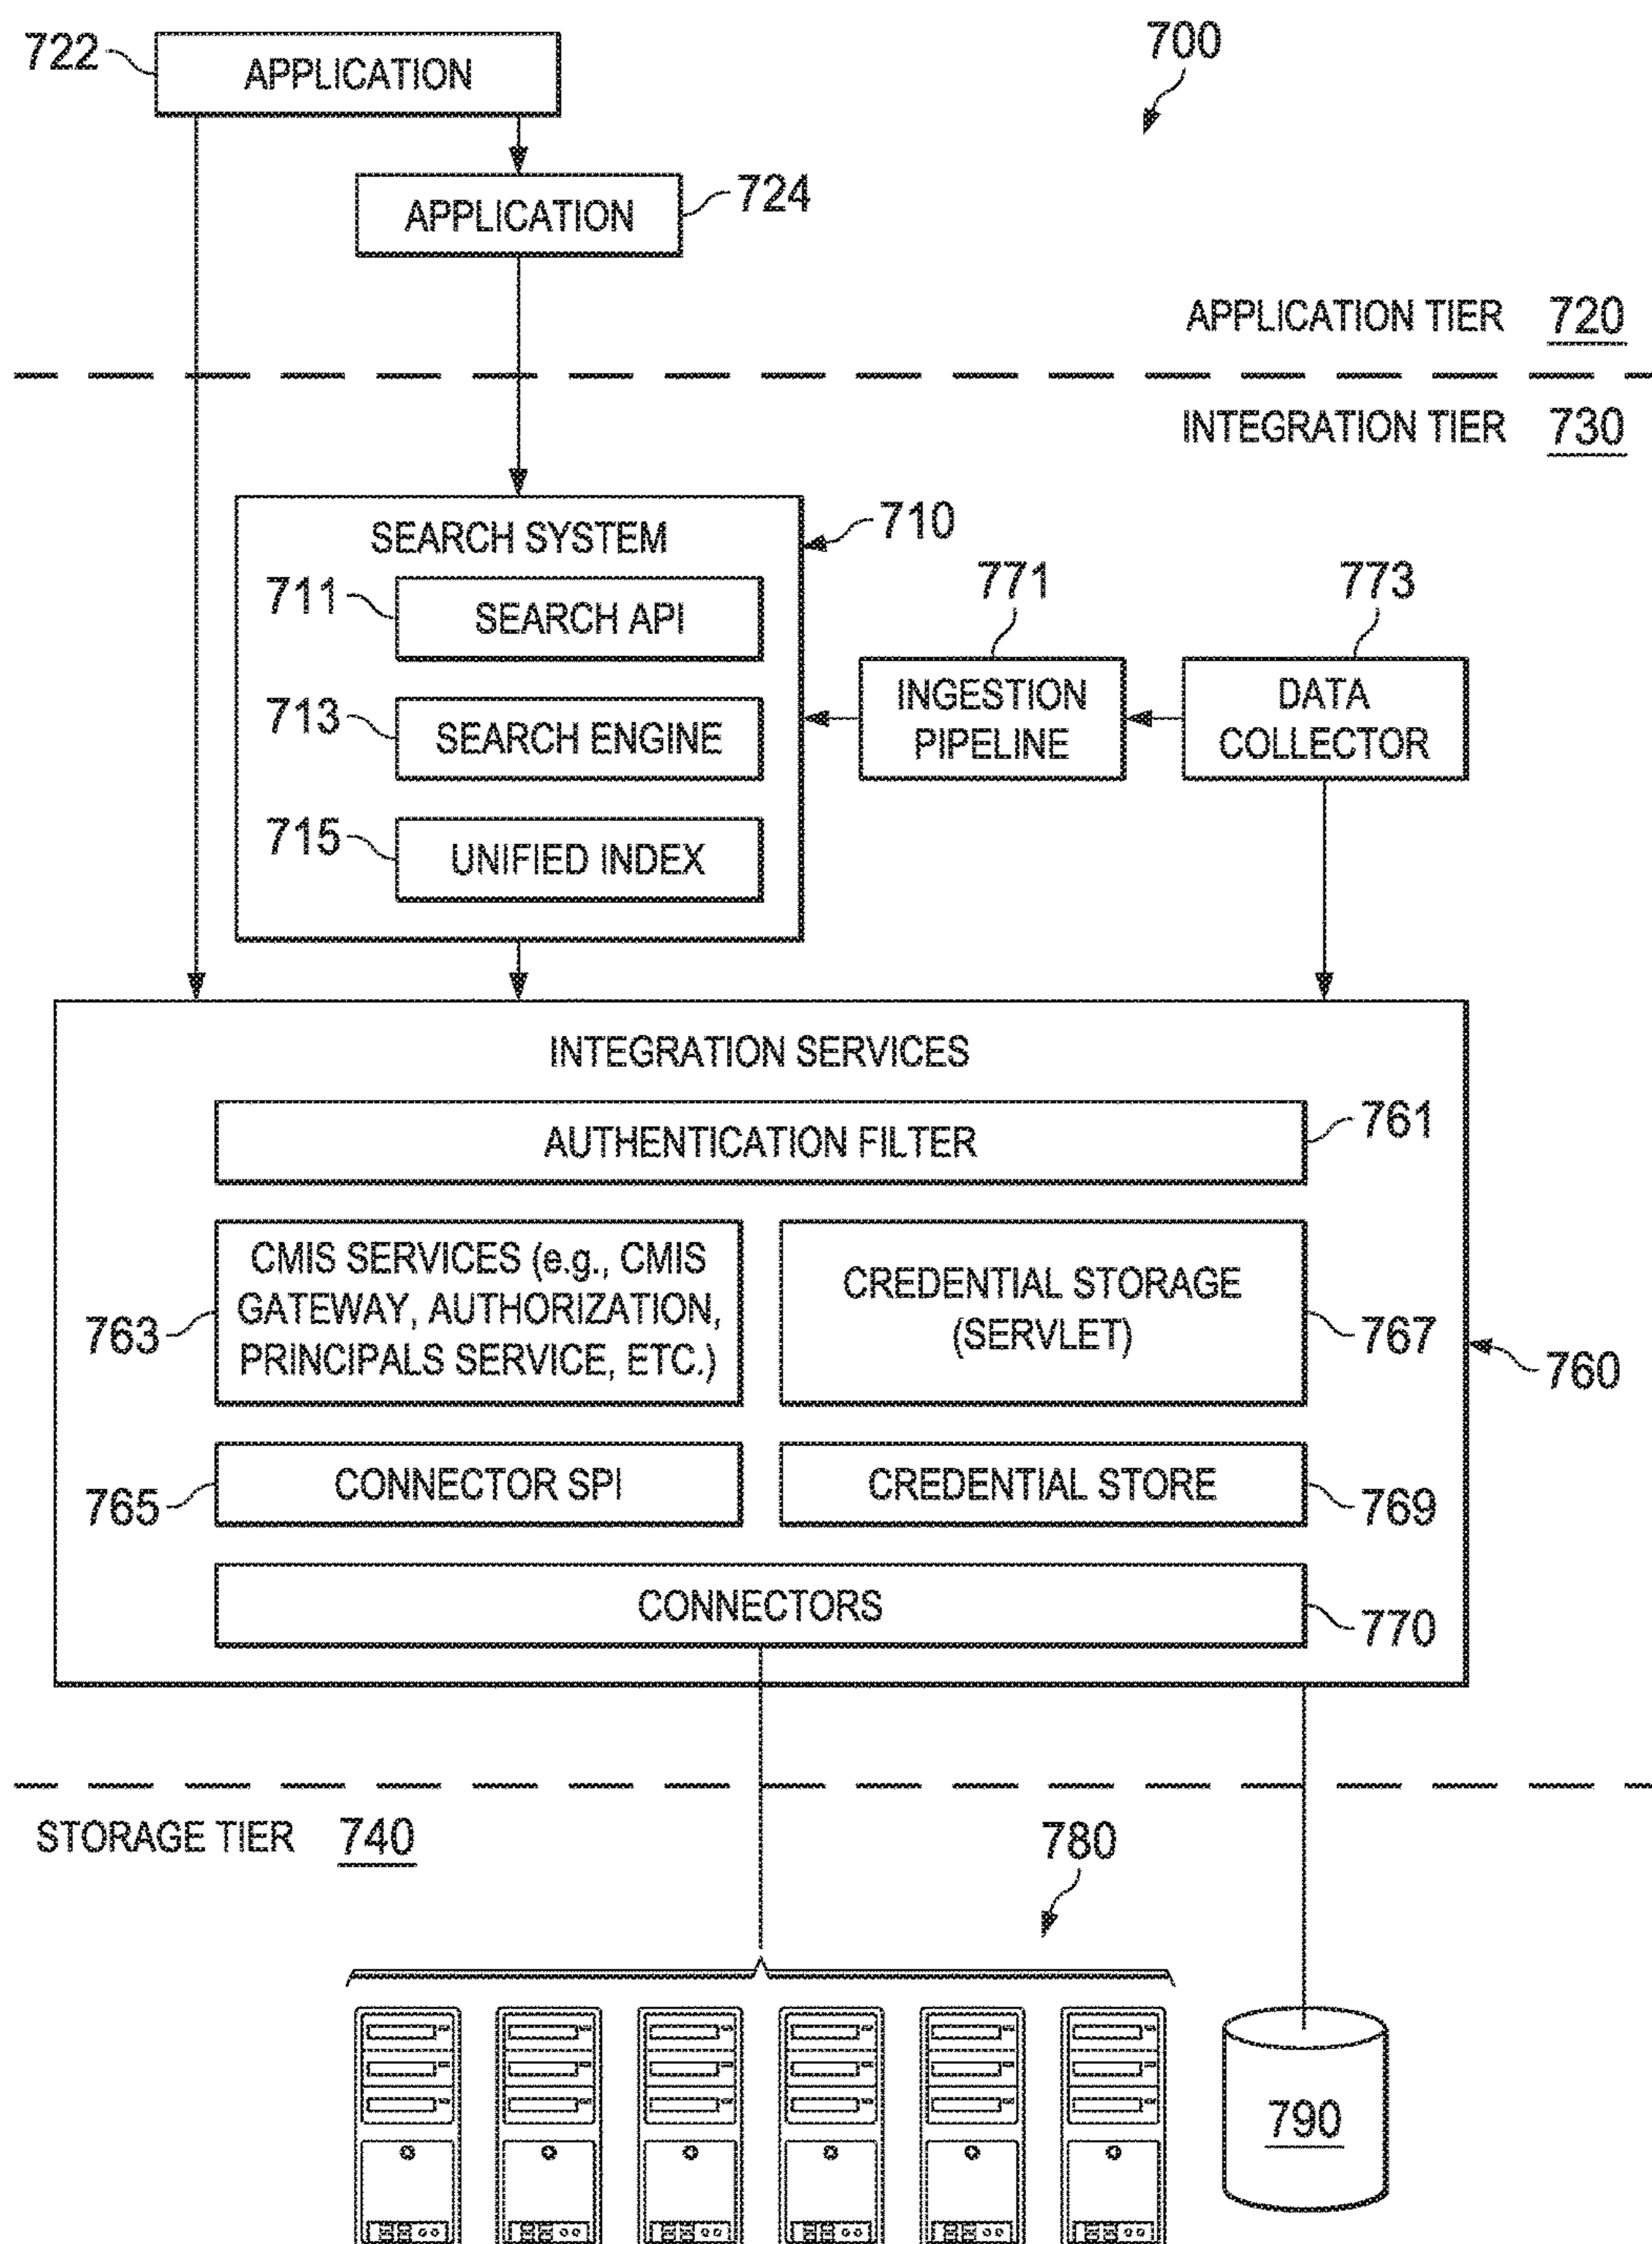 722
APPLICATION
700
APPLICATION
724
APPLICATION TIER 720
INTEGRATION TIER 730
SEARCH SYSTEM
710
711
SEARCH API
771
773
713
SEARCH ENGINE
INGESTION
PIPELINE
DATA
COLLECTOR
715
UNIFIED INDEX
INTEGRATION SERVICES
AUTHENTICATION FILTER
761
CMIS SERVICES (e.g., CMIS
GATEWAY, AUTHORIZATION,
PRINCIPALS SERVICE, ETC.)
763
CREDENTIAL STORAGE
(SERVLET)
767
760
765
CONNECTOR SPI
CREDENTIAL STORE
769
CONNECTORS
770
STORAGE TIER 740
780
790